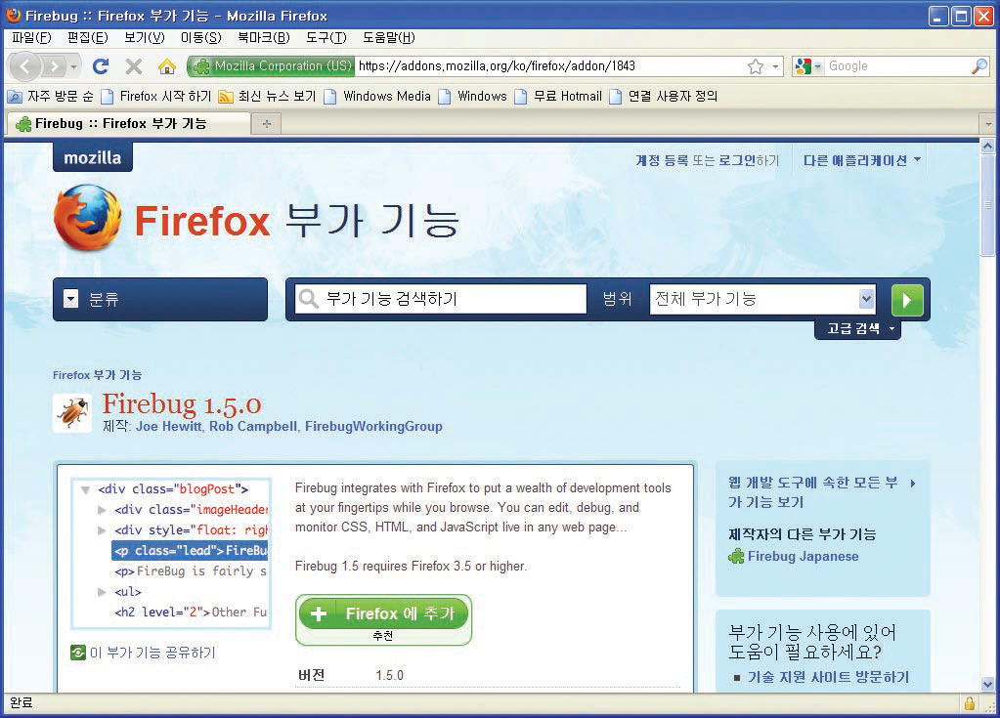 Firebug :: Firefox 부가 기능 - Mozilla Firefox
파일(F) 편집(E) 보기(V) 이동(S) 북마크(B) 도구(T) 도움말(H)
Mozilla Corporation (US) https://addons.mozilla.org/ko/firefox/addon/1843 Google
자주 방문 순 Firefox 시작 하기 최신 뉴스 보기 Windows Media Windows 무료 Hotmail 연결 사용자 정의
Firebug :: Firefox 부가 기능
mozilla 계정 등록 또는 로그인하기 다른 애플리케이션
Firefox 부가 기능
분류 부가 기능 검색하기 범위 전체 부가 기능
고급 검색
Firefox 부가 기능
Firebug 1.5.0
제작: Joe Hewitt, Rob Campbell, FirebugWorkingGroup
<div class="blogPost">
<div class="imageHeader
<div style="float: righ
<p class="lead">FireBu
<p>FireBug is fairly s
<ul>
<h2 level="2">Other Fu
이 부가 기능 공유하기
Firebug integrates with Firefox to put a wealth of development tools
at your fingertips while you browse. You can edit, debug, and
monitor CSS, HTML, and JavaScript live in any web page...
Firebug 1.5 requires Firefox 3.5 or higher.
Firefox 에 추가
추천
버전 1.5.0
웹 개발 도구에 속한 모든 부
가 기능 보기
제작자의 다른 부가 기능
Firebug Japanese
부가 기능 사용에 있어
도움이 필요하세요?
기술 지원 사이트 방문하기
완료